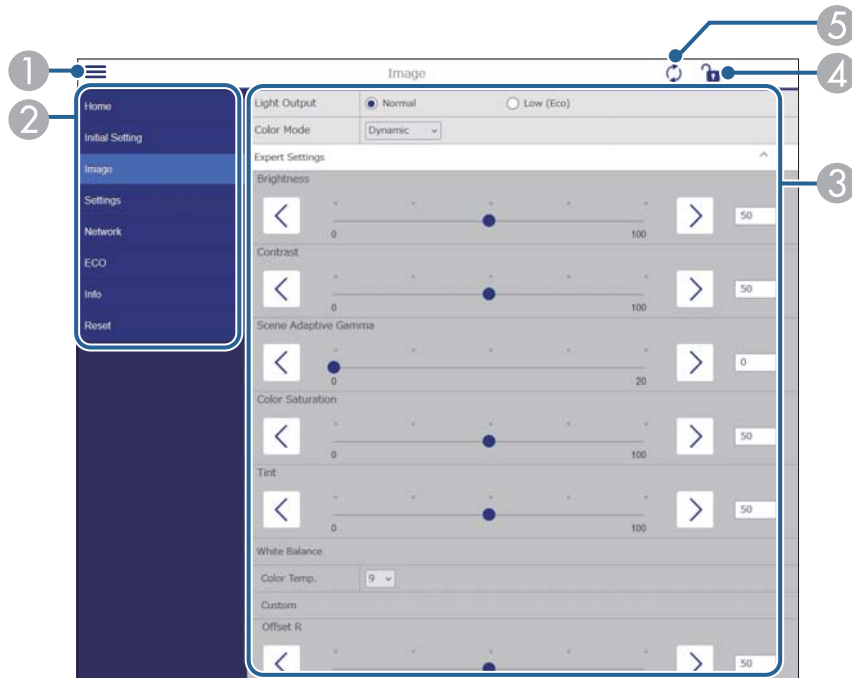 5
1
Image
4
2
Home
Initial Setting
Image
Settings
Network
ECO
Info
Reset
Light Output
Normal
Low (Eco)
Color Mode
Dynamic
Expert Settings
3
Brightness
50
0
100
Contrast
50
0
100
Scene Adaptive Gamma
0
0
20
Color Saturation
50
0
100
Tint
50
0
100
White Balance
Color Temp.
9
Custom
Offset R
50